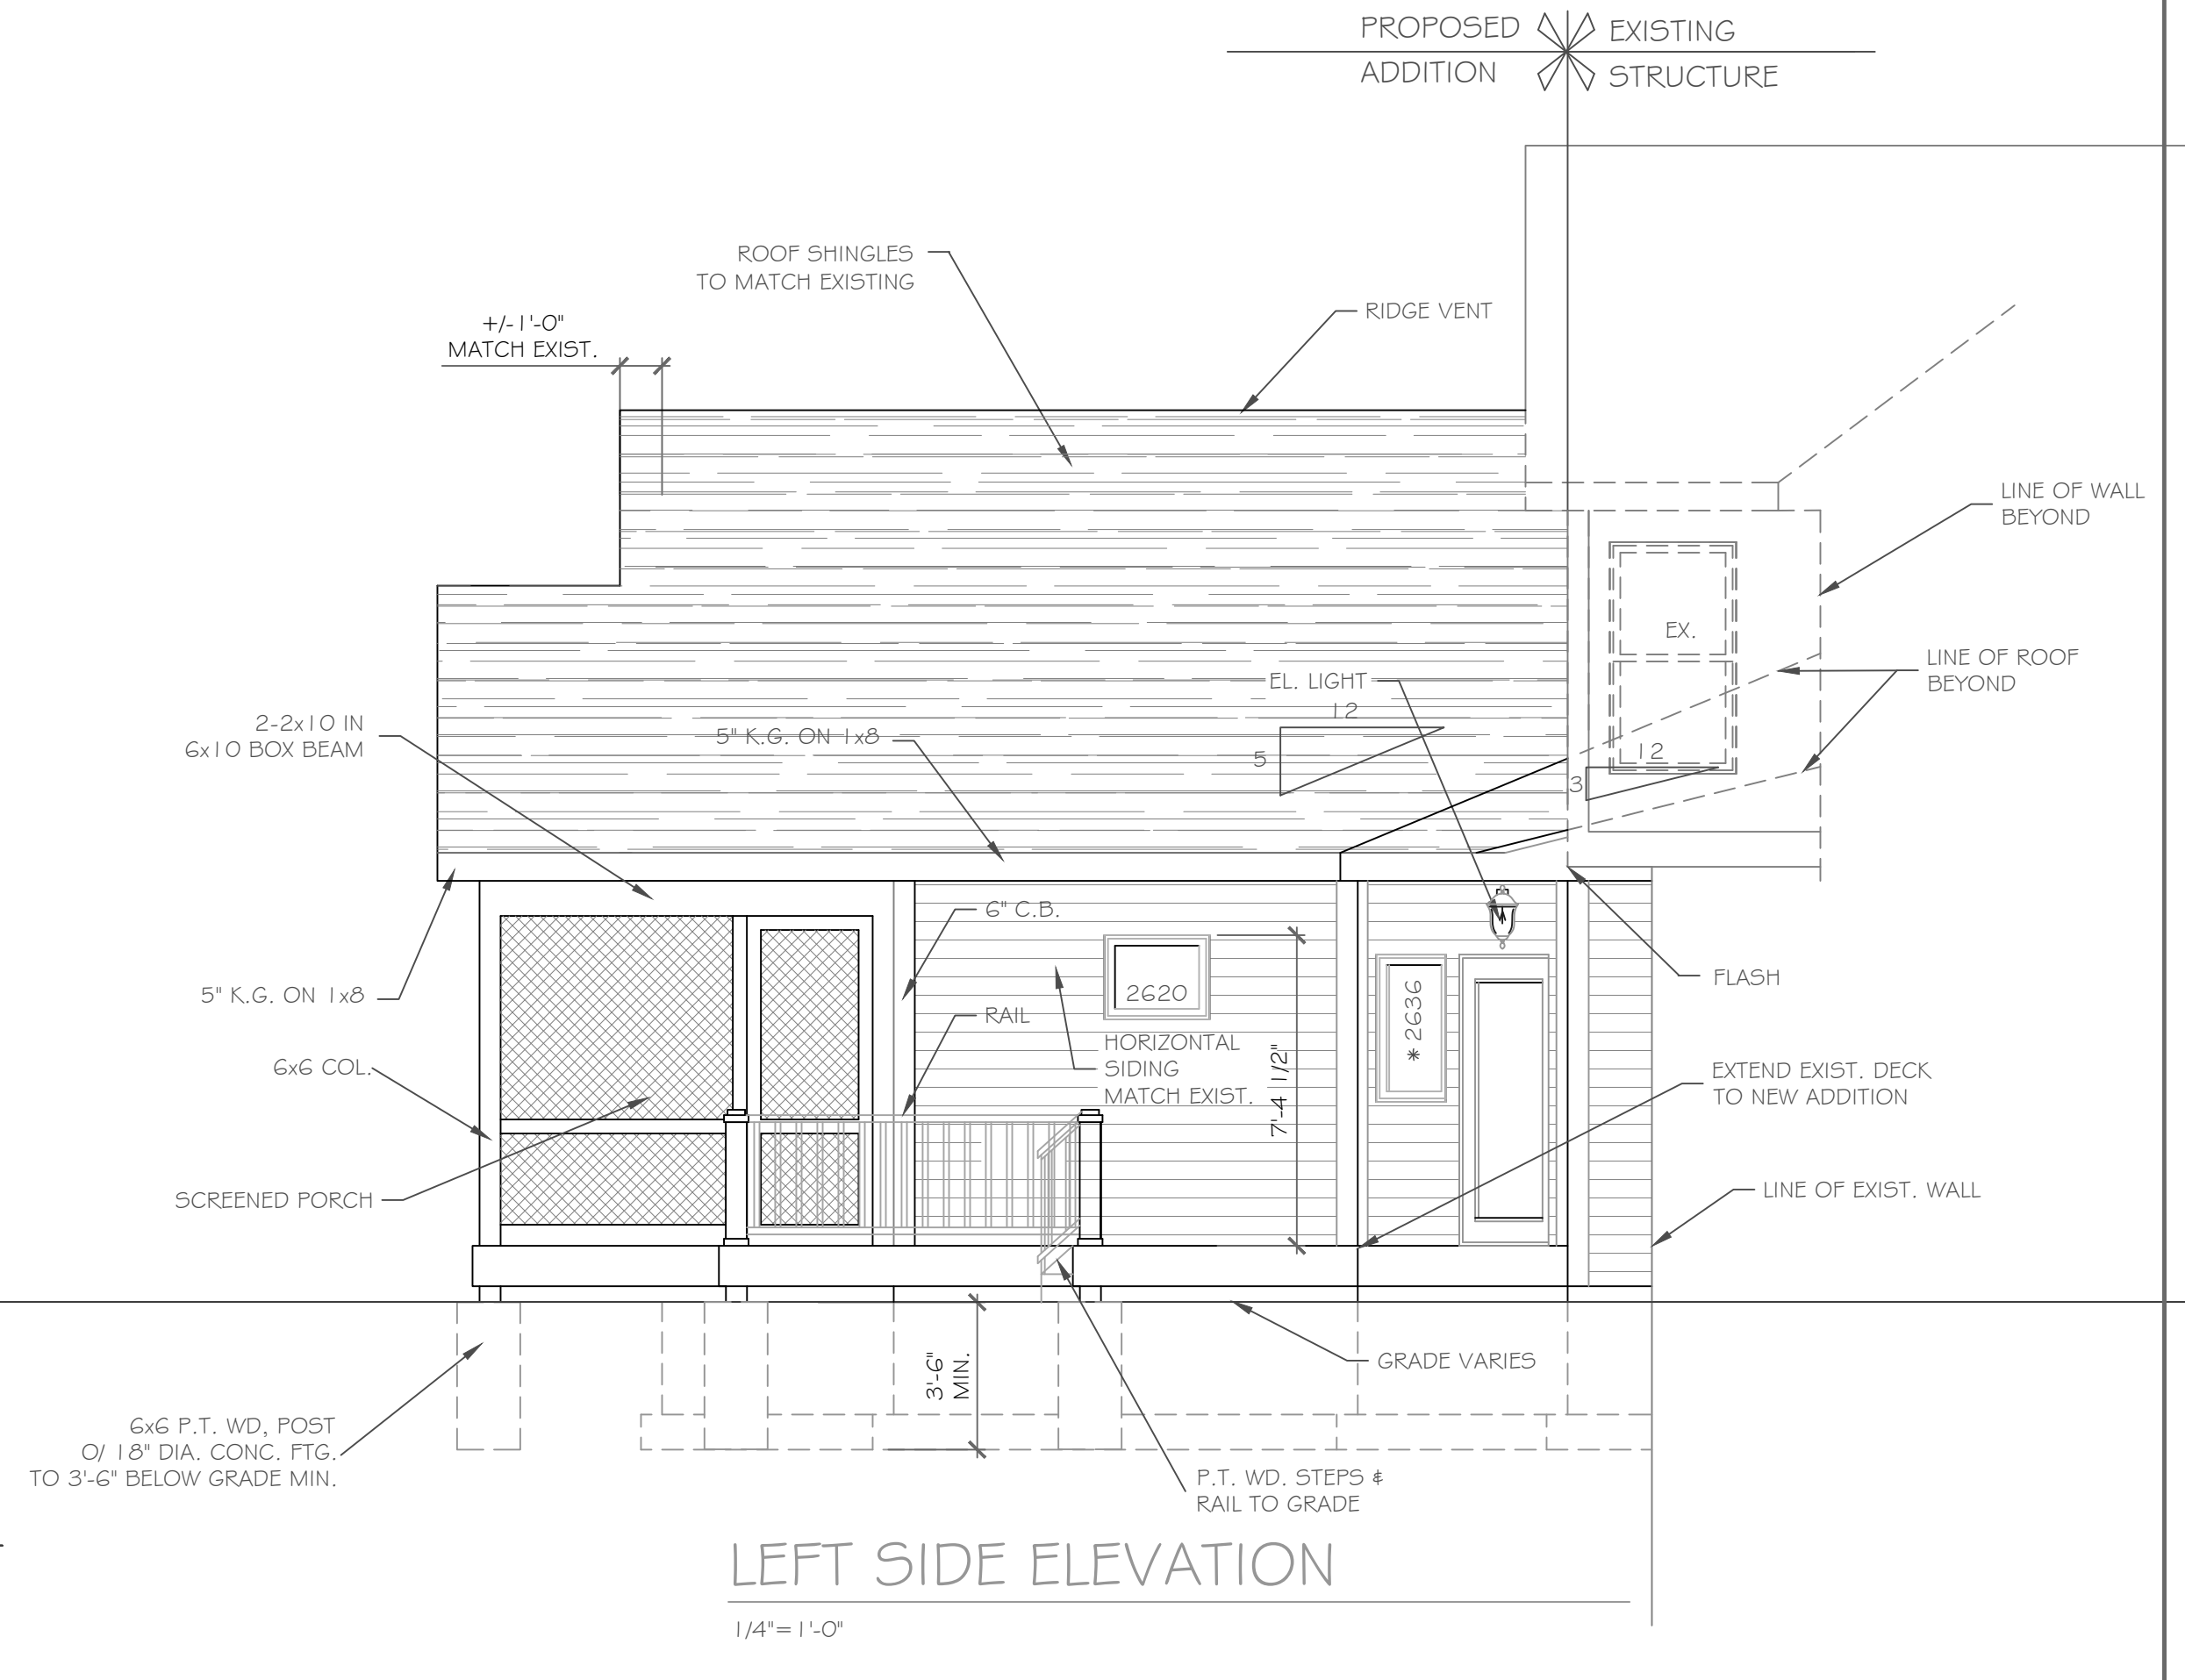 PROPOSED EXISTING
ADDITION STRUCTURE
ROOF SHINGLES
TO MATCH EXISTING
RIDGE VENT
+/-1'-0"
MATCH EXIST.
LINE OF WALL
BEYOND
EX.
LINE OF ROOF
BEYOND
EL. LIGHT
12
5
12
3
2-2x10 IN
6x10 BOX BEAM
5" K.G. ON 1x8
6" C.B.
FLASH
5" K.G. ON 1x8
2620
* 2636
RAIL
HORIZONTAL
SIDING
MATCH EXIST.
7'-4 1/2"
6x6 COL.
EXTEND EXIST. DECK
TO NEW ADDITION
SCREENED PORCH
LINE OF EXIST. WALL
3'-6"
MIN.
GRADE VARIES
6x6 P.T. WD, POST
O/ 18" DIA. CONC. FTG.
TO 3'-6" BELOW GRADE MIN.
P.T. WD. STEPS &
RAIL TO GRADE
LEFT SIDE ELEVATION
1/4"=1'-0"